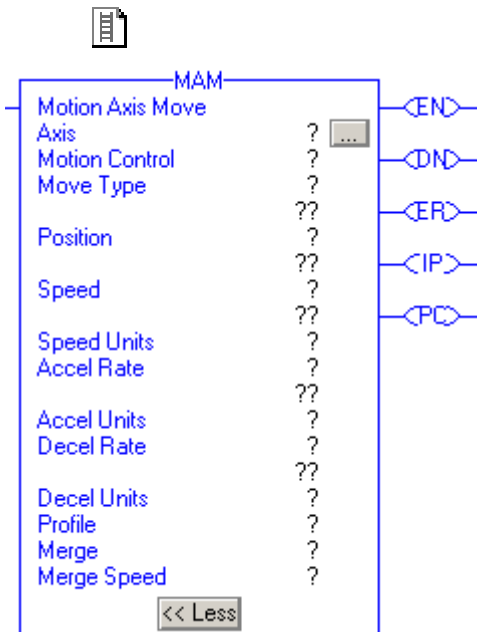 MAM
Motion Axis Move
EN
Axis ? ...
Motion Control ?
DN
Move Type ?
??
ER
Position ?
??
IP
Speed ?
??
PC
Speed Units ?
Accel Rate ?
??
Accel Units ?
Decel Rate ?
??
Decel Units ?
Profile ?
Merge ?
Merge Speed ?
<< Less